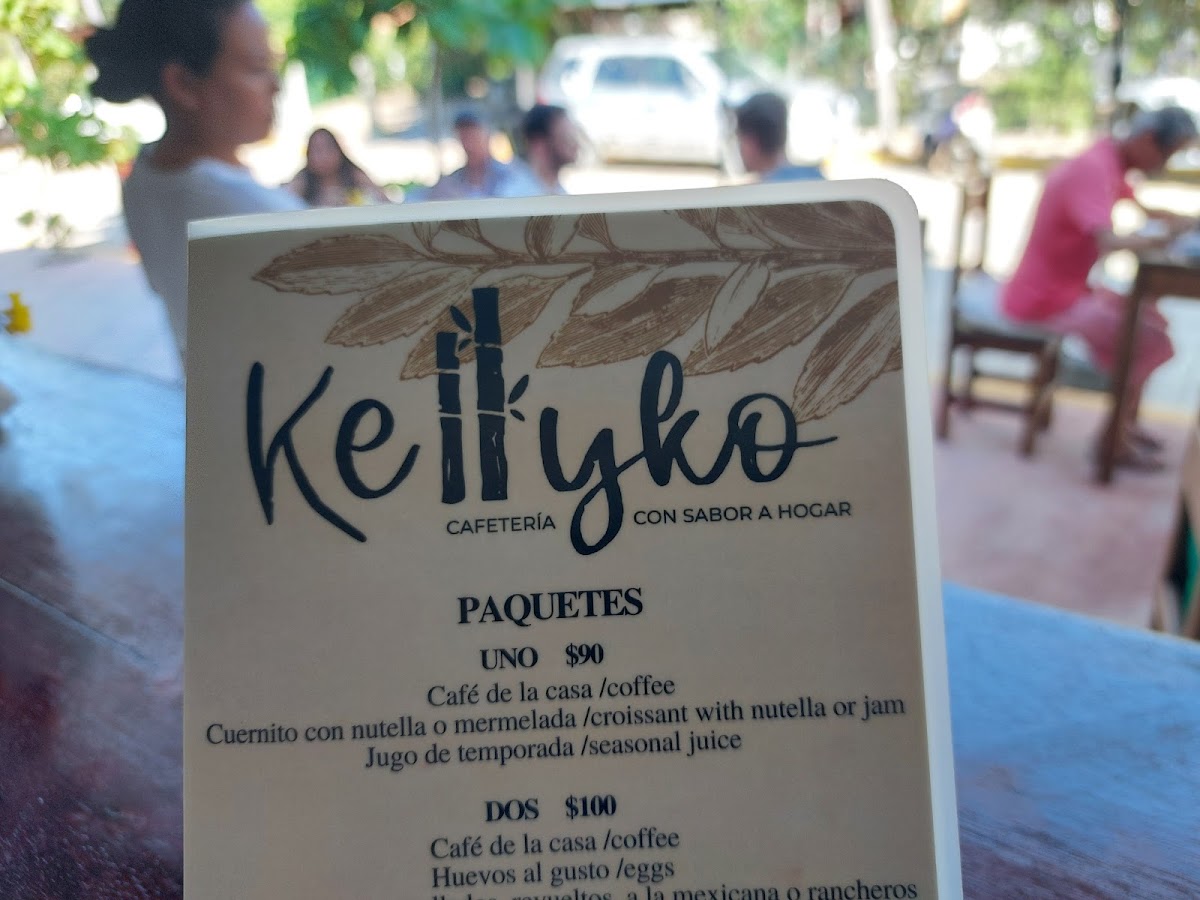 Kellyko
CAFETERÍA CON SABOR A HOGAR
PAQUETES
UNO $90
Café de la casa /coffee
Cuernito con nutella o mermelada /croissant with nutella or jam
Jugo de temporada /seasonal juice
DOS $100
Café de la casa /coffee
Huevos al gusto /eggs
revueltos, a la mexicana o rancheros